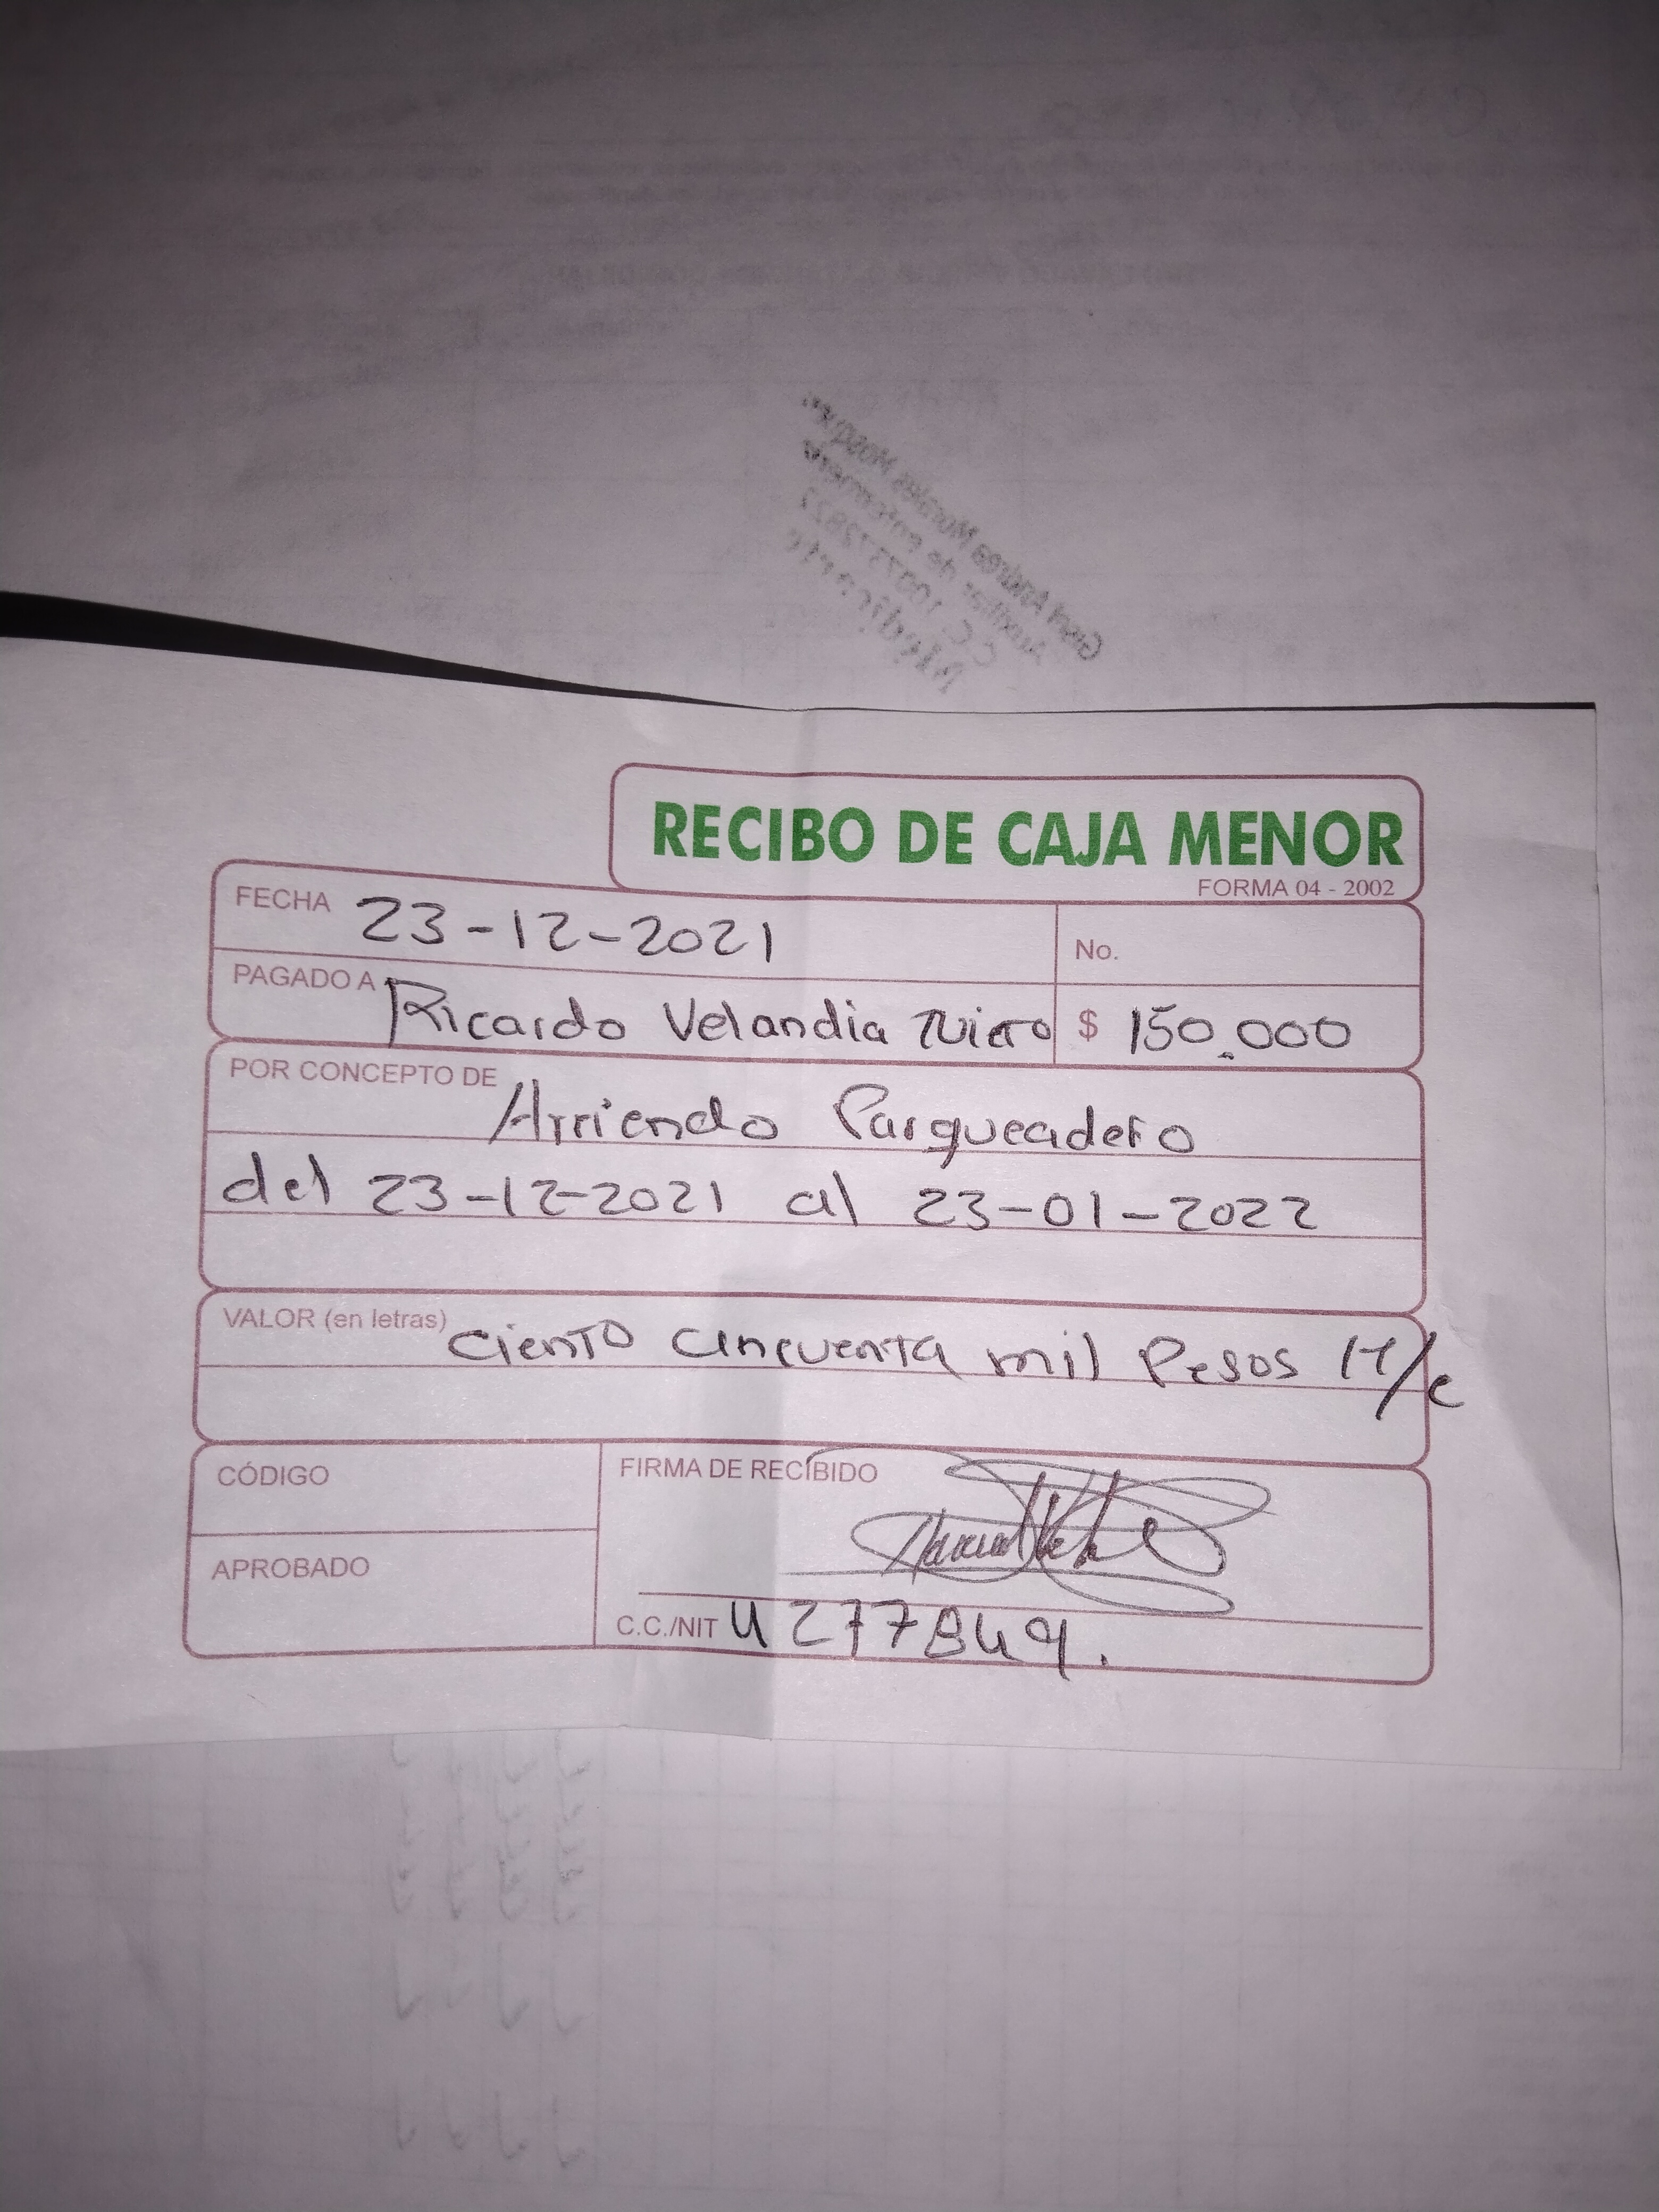 RECIBO DE CAJA MENOR
FORMA 04 - 2002
FECHA 23-12-2021
No.
PAGADO A Ricardo Velandia
$ 150.000
POR CONCEPTO DE Arriendo Parqueadero
del 23-12-2021 al 23-01-2022
VALOR (en letras) ciento cincuenta mil Pesos M/c
CÓDIGO
FIRMA DE RECIBIDO
APROBADO
C.C./NIT 4277849.